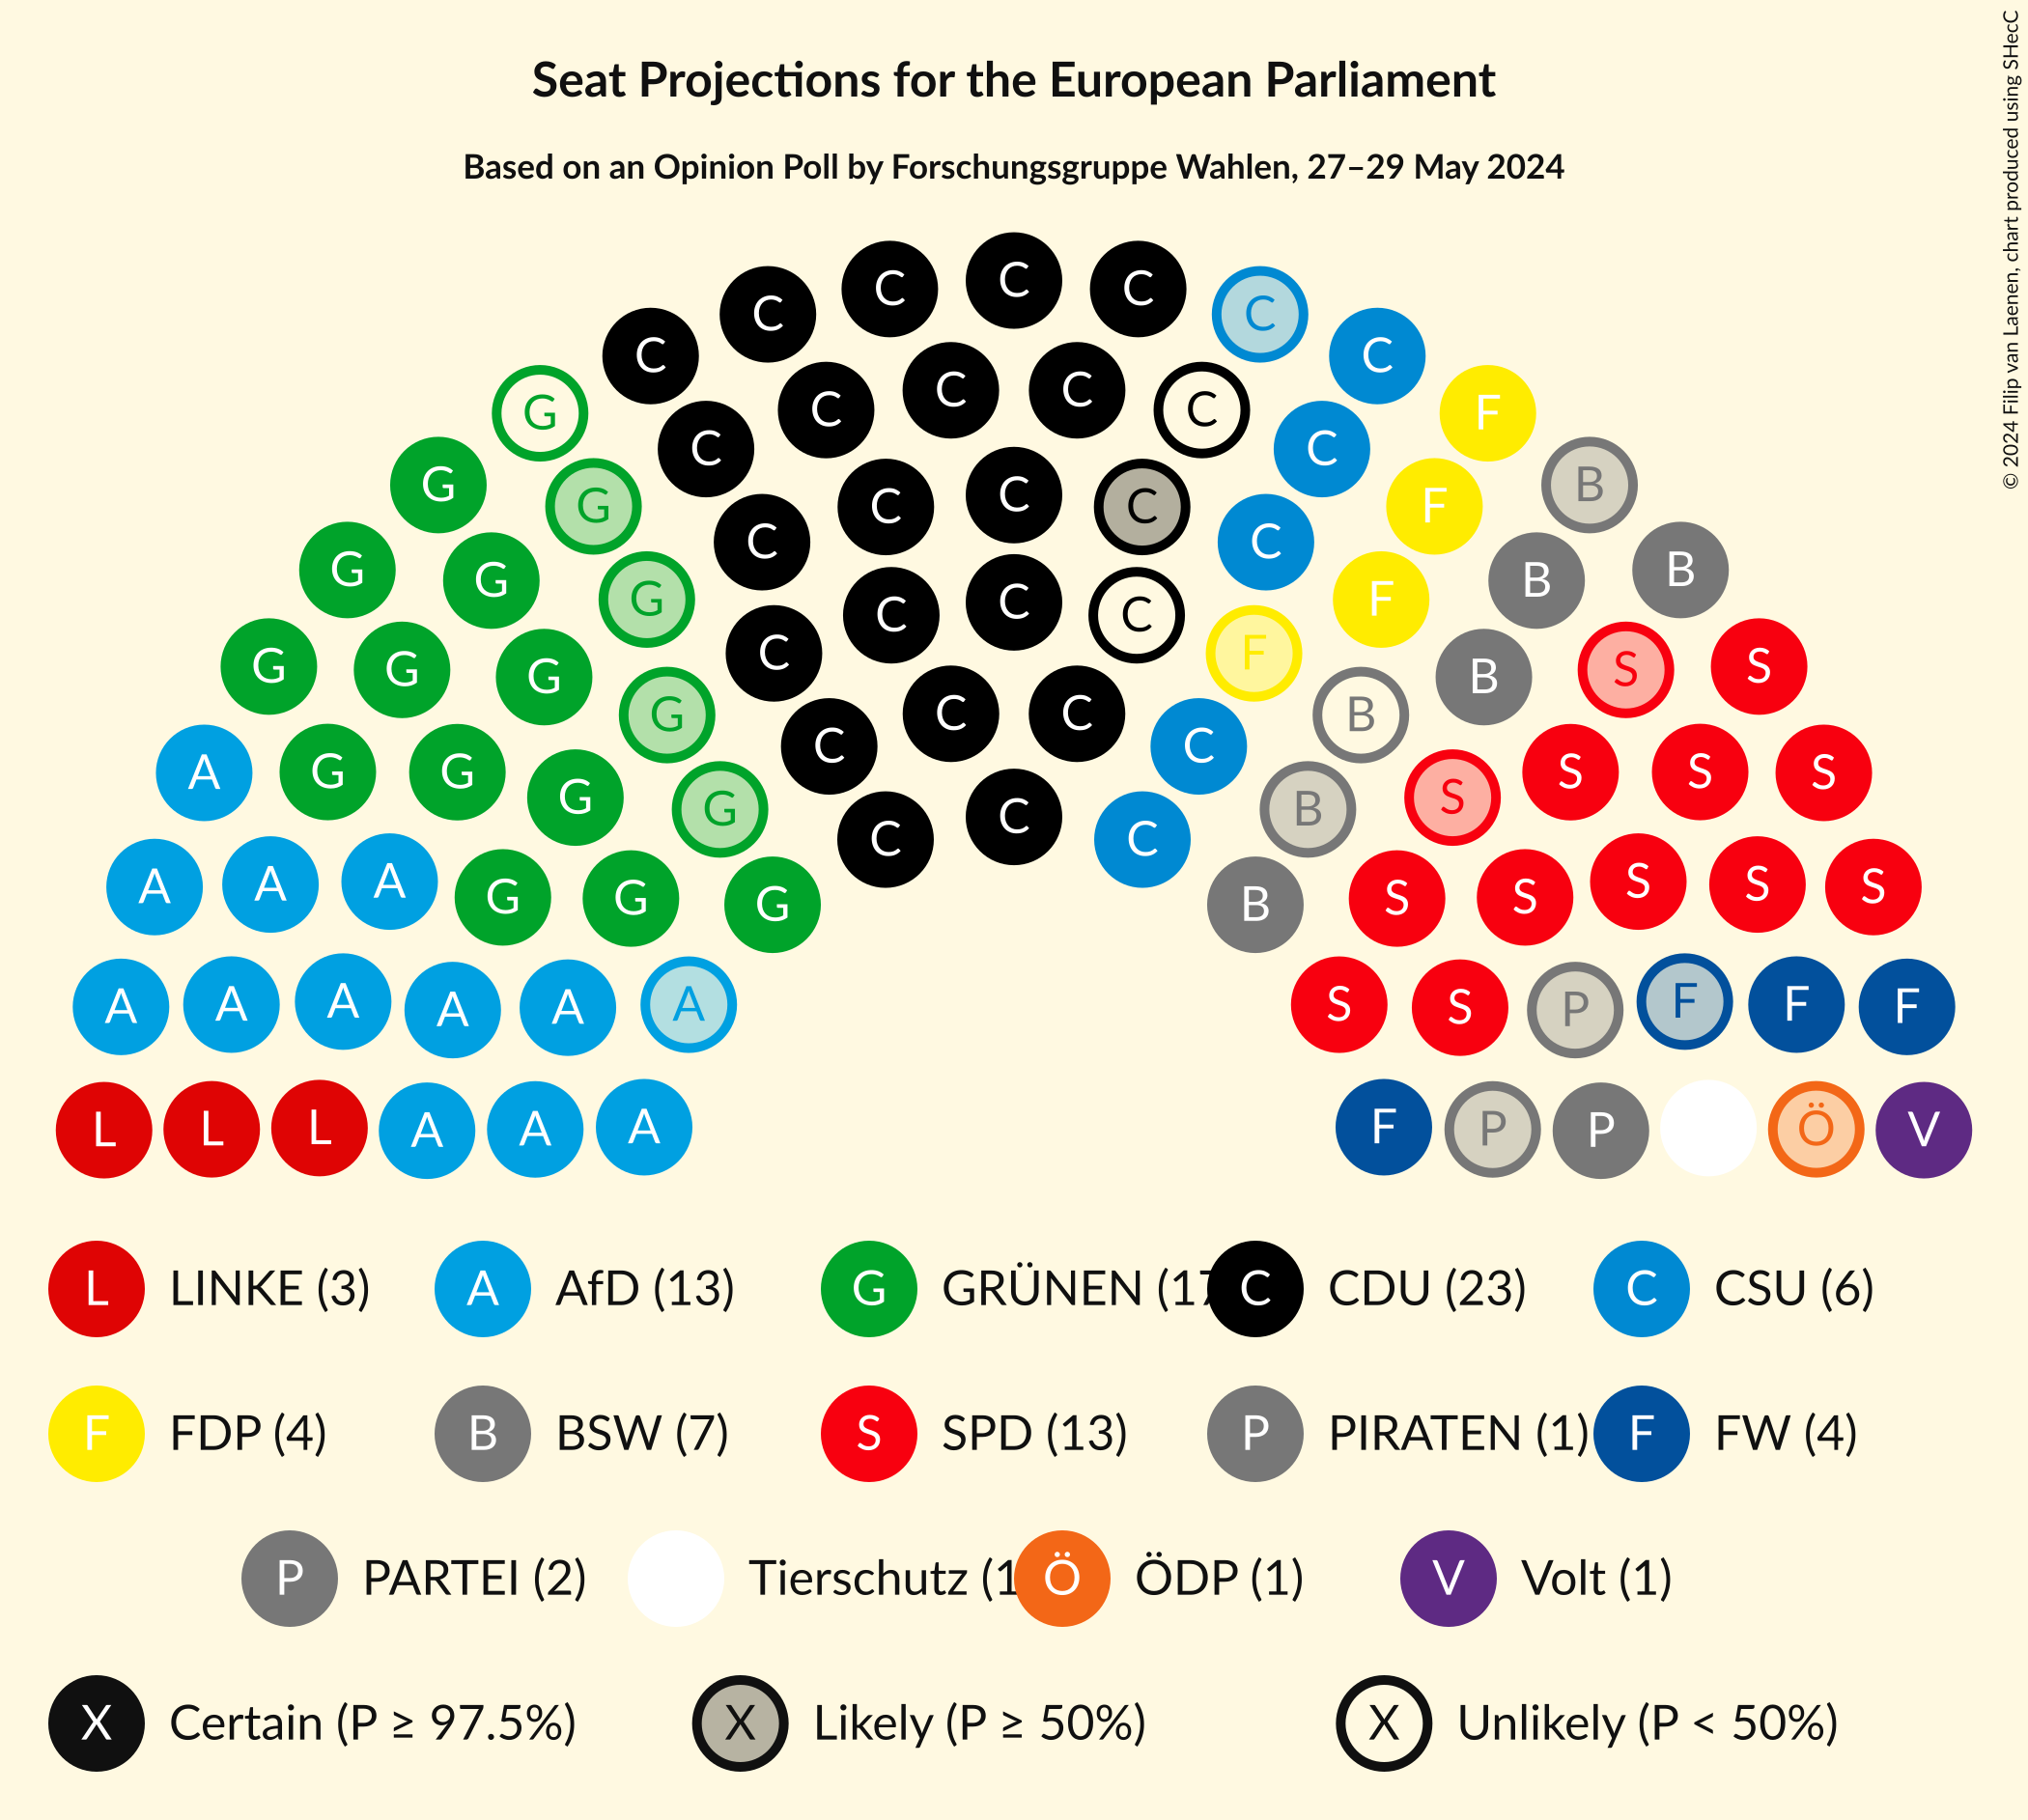 Seat Projections for the European Parliament
Based on an Opinion Poll by Forschungsgruppe Wahlen, 27–29 May 2024
© 2024 Filip van Laenen, chart produced using SHecC
C C C C C C C
G C C C C C C F
G G C C C C C F B
G G G C C C C F B B
G G G G C C C F B B S S
A G G G G C C C C B B S S S S
A A A G G G C C C B S S S S S
A A A A A A S S P F F F
L L L A A A F P P Ö V
L LINKE (3) A AfD (13) G GRÜNEN (17 C CDU (23) C CSU (6)
F FDP (4) B BSW (7) S SPD (13) P PIRATEN (1) F FW (4)
P PARTEI (2) Tierschutz (1 Ö ÖDP (1) V Volt (1)
X Certain (P ≥ 97.5%) X Likely (P ≥ 50%) X Unlikely (P < 50%)